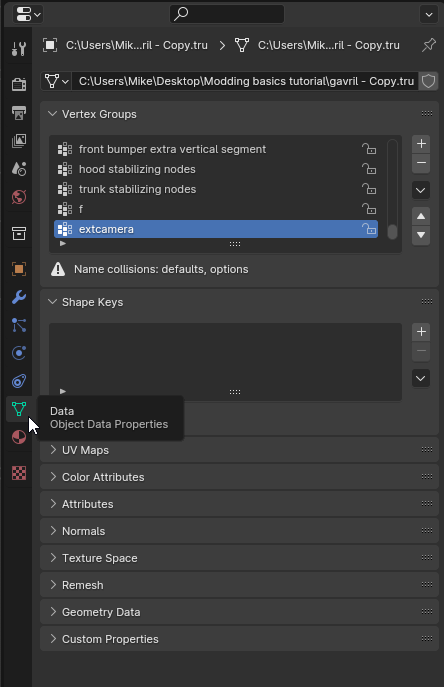 C:\Users\Mik...ril - Copy.tru > C:\Users\Mik...ril - Copy.tru
C:\Users\Mike\Desktop\Modding basics tutorial\gavril - Copy.tru
Vertex Groups
front bumper extra vertical segment
hood stabilizing nodes
trunk stabilizing nodes
f
extcamera
Name collisions: defaults, options
Shape Keys
Data
Object Data Properties
UV Maps
Color Attributes
Attributes
Normals
Texture Space
Remesh
Geometry Data
Custom Properties